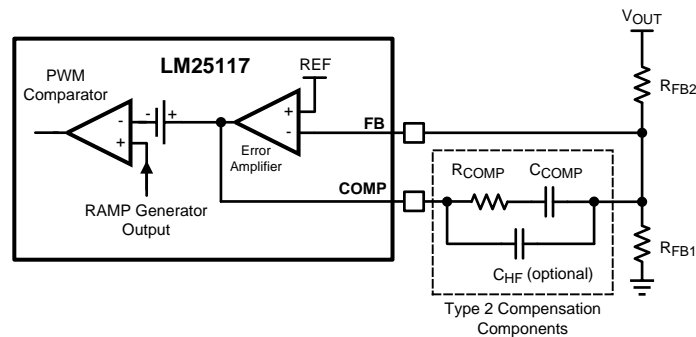 VOUT
LM25117
REF
PWM
Comparator
RFB2
- +
-
+
+
-
Error
Amplifier
FB
COMP
RCOMP
CCOMP
RAMP Generator
Output
CHF (optional)
RFB1
Type 2 Compensation
Components